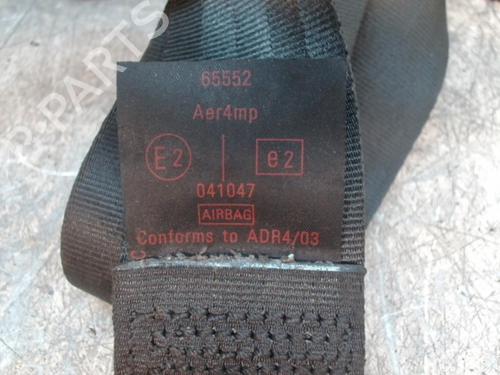 65552
Aer4mp
E2 e2
041047
AIRBAG
Conforms to ADR4/03